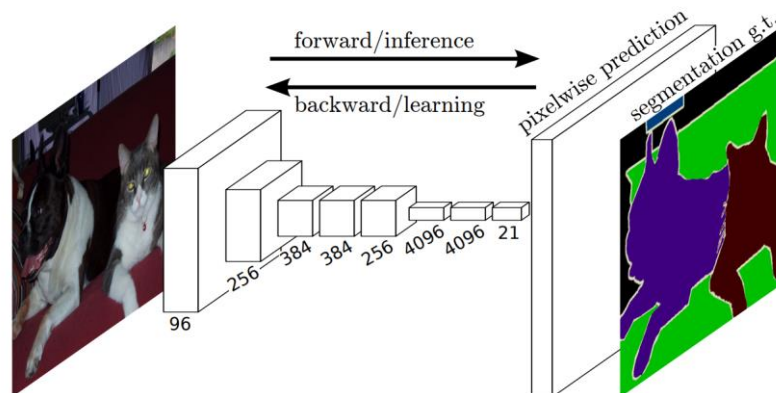 forward/inference
backward/learning
pixelwise prediction
segmentation g.t.
96
256
384
384
256
4096
4096
21